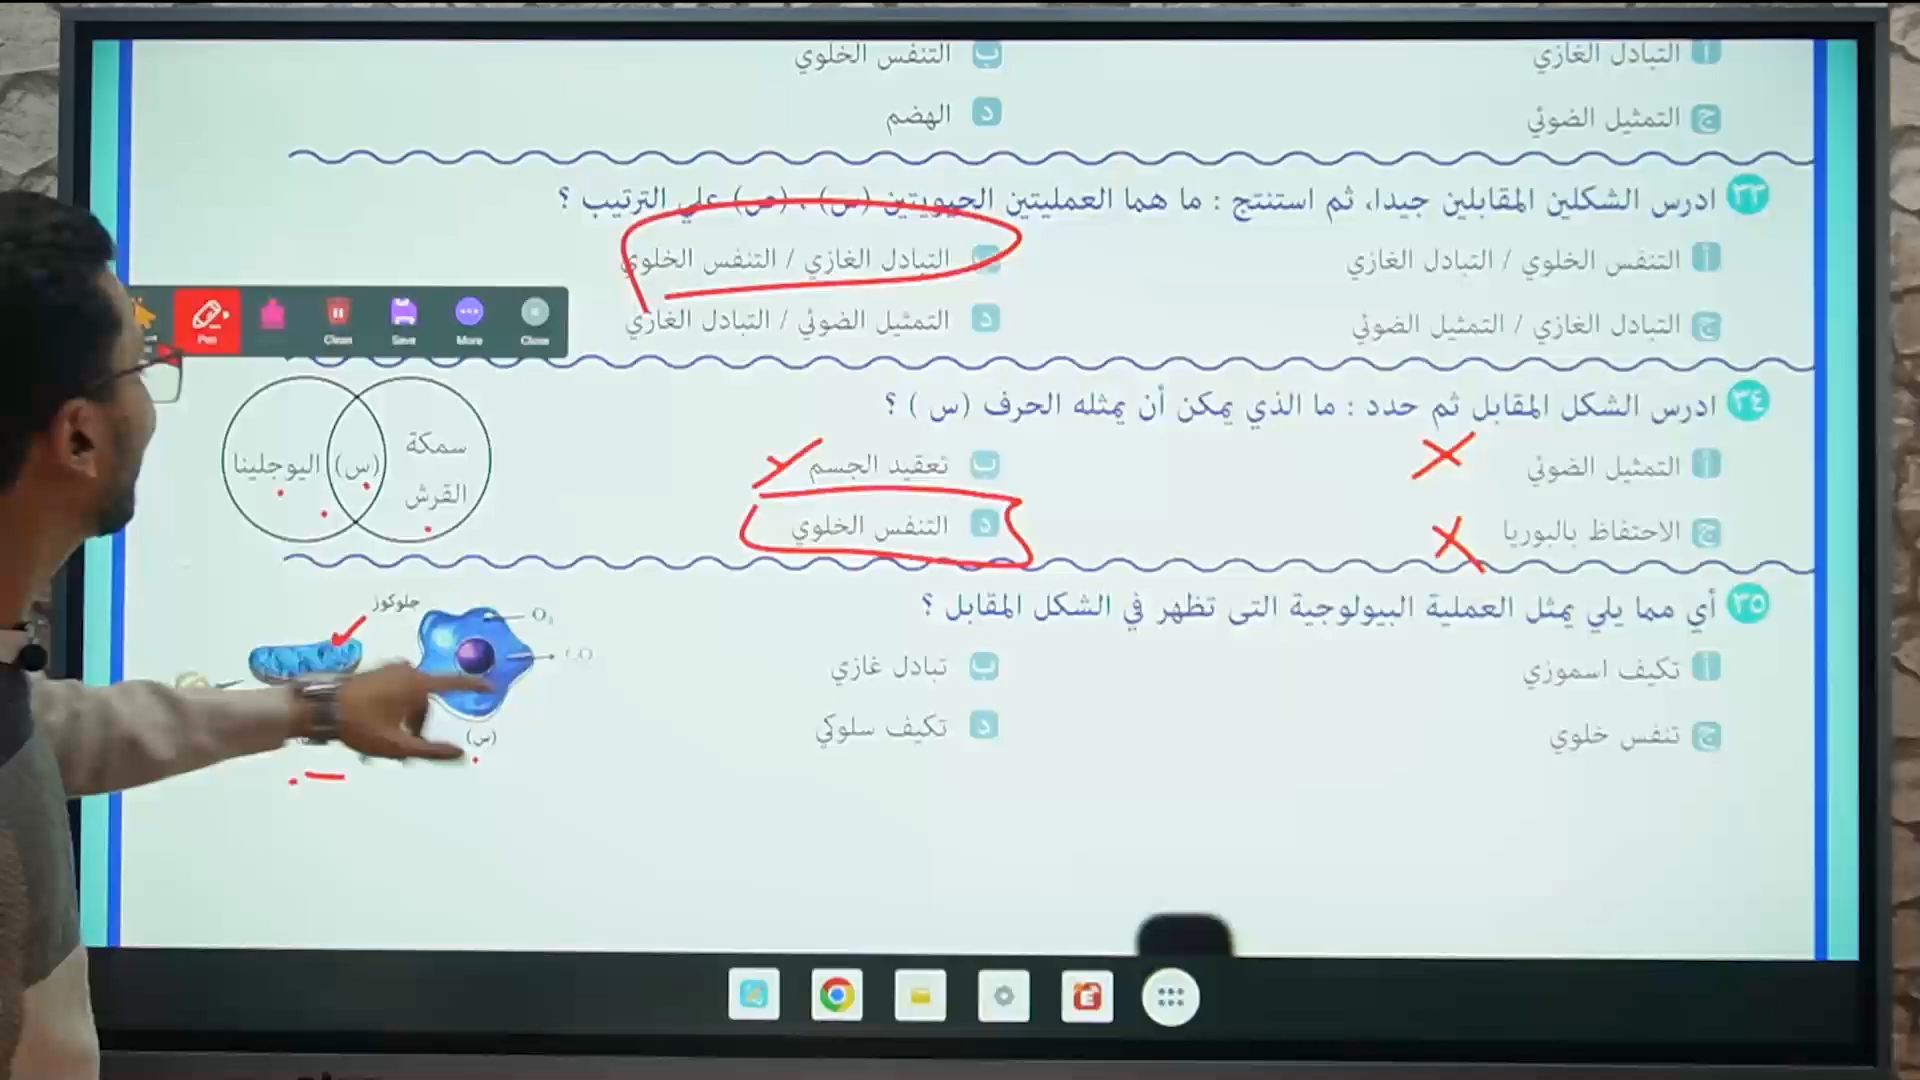 أ التبادل الغازي
ب التنفس الخلوي
ج التمثيل الضوئي
د الهضم
٣٣ ادرس الشكلين المقابلين جيدا، ثم استنتج : ما هما العمليتين الحيويتين (س) ، (ص) علي الترتيب ؟
أ التنفس الخلوي / التبادل الغازي
ب التبادل الغازي / التنفس الخلوي
ج التبادل الغازي / التمثيل الضوئي
د التمثيل الضوئي / التبادل الغازي
Pen
Clean
Save
More
Close
٣٤ ادرس الشكل المقابل ثم حدد : ما الذي يمكن أن يمثله الحرف (س ) ؟
أ التمثيل الضوئي
ب تعقيد الجسم
ج الاحتفاظ بالبوريا
د التنفس الخلوي
سمكة
القرش
(س)
اليوجلينا
٣٥ أي مما يلي يمثل العملية البيولوجية التى تظهر في الشكل المقابل ؟
أ تكيف اسموزي
ب تبادل غازي
ج تنفس خلوي
د تكيف سلوكي
جلوكوز
O₂
(س)